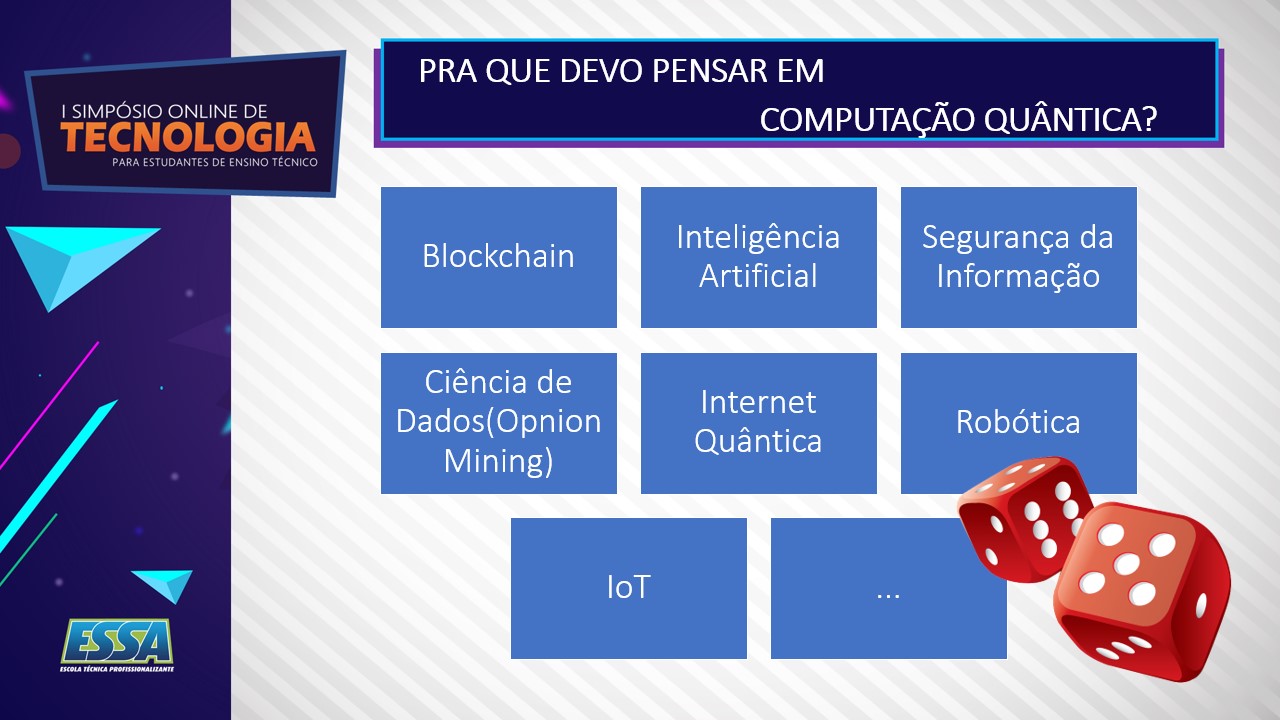 I SIMPÓSIO ONLINE DE
TECNOLOGIA
PARA ESTUDANTES DE ENSINO TÉCNICO
PRA QUE DEVO PENSAR EM
COMPUTAÇÃO QUÂNTICA?
Blockchain
Inteligência
Artificial
Segurança da
Informação
Ciência de
Dados(Opnion
Mining)
Internet
Quântica
Robótica
IoT
...
ESSA
ESCOLA TÉCNICA PROFISSIONALIZANTE